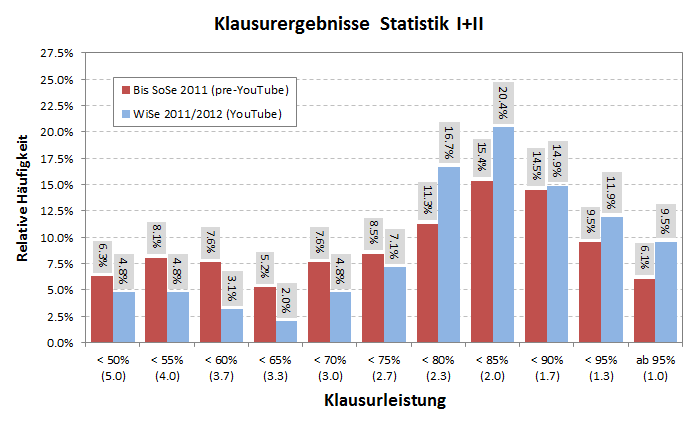 Klausurergebnisse Statistik I+II
Relative Häufigkeit
27.5%
25.0%
22.5%
20.0%
17.5%
15.0%
12.5%
10.0%
7.5%
5.0%
2.5%
0.0%
Bis SoSe 2011 (pre-YouTube)
WiSe 2011/2012 (YouTube)
6.3% 4.8% 8.1% 4.8% 7.6% 3.1% 5.2% 2.0% 7.6% 4.8% 8.5% 7.1% 11.3% 16.7% 15.4% 20.4% 14.5% 14.9% 9.5% 11.9% 6.1% 9.5%
< 50% < 55% < 60% < 65% < 70% < 75% < 80% < 85% < 90% < 95% ab 95%
(5.0) (4.0) (3.7) (3.3) (3.0) (2.7) (2.3) (2.0) (1.7) (1.3) (1.0)
Klausurleistung